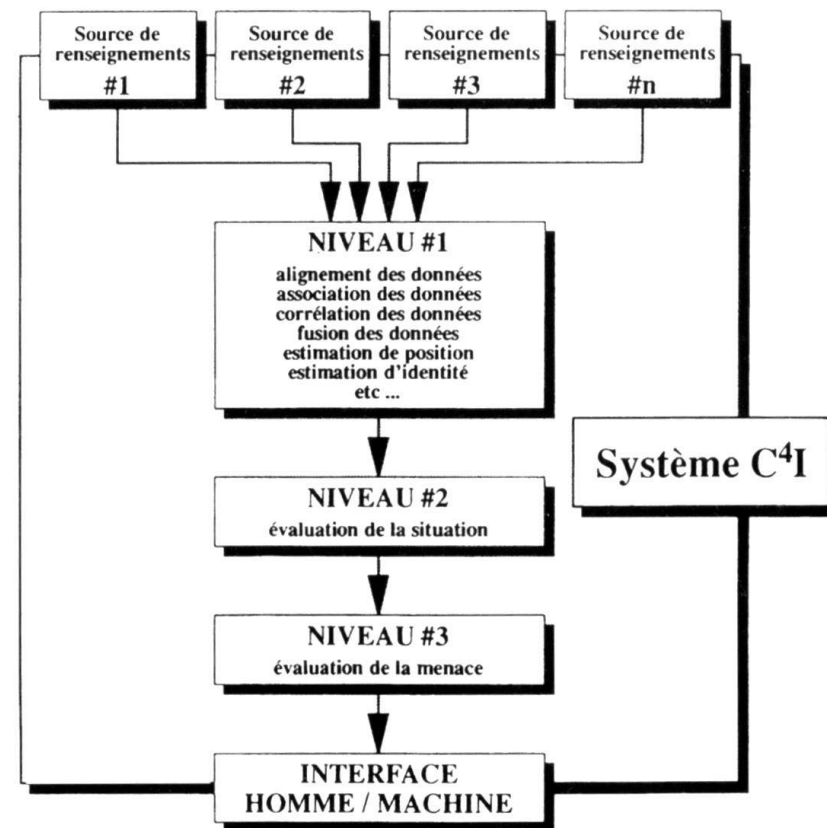 Source de
renseignements
#1
Source de
renseignements
#2
Source de
renseignements
#3
Source de
renseignements
#n
NIVEAU #1
alignement des données
association des données
corrélation des données
fusion des données
estimation de position
estimation d'identité
etc ...
Système C⁴I
NIVEAU #2
évaluation de la situation
NIVEAU #3
évaluation de la menace
INTERFACE
HOMME / MACHINE